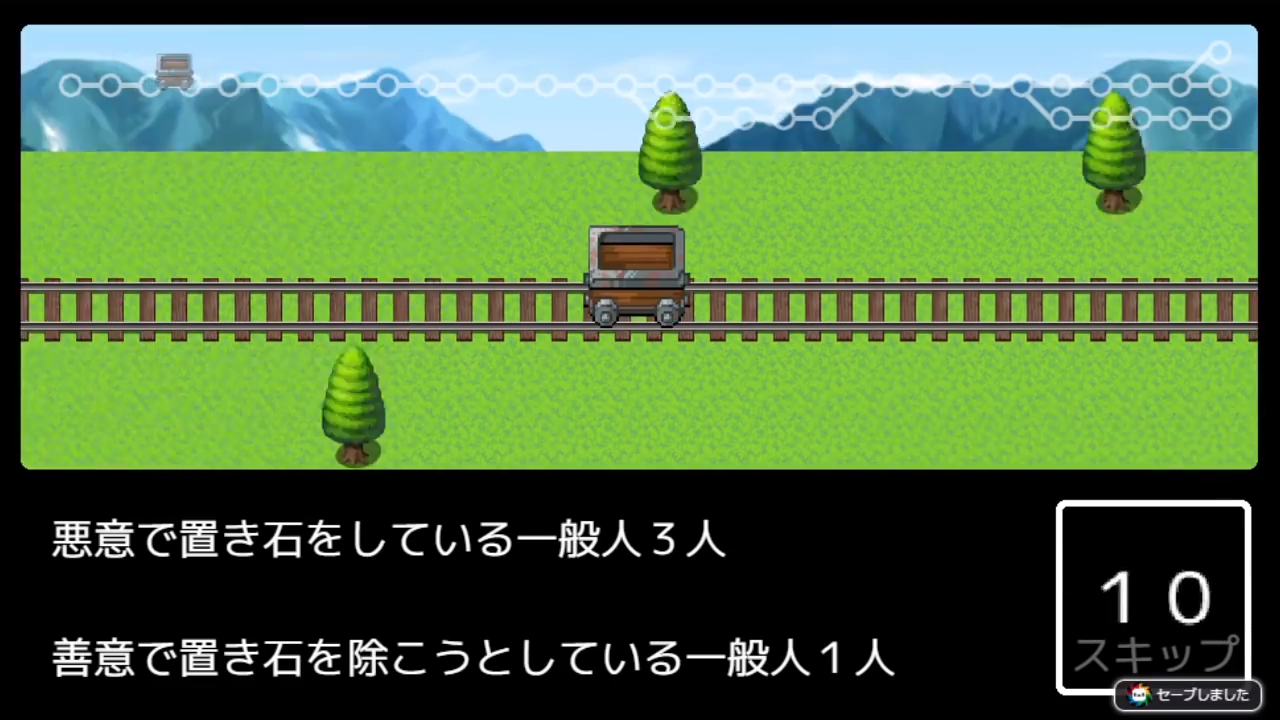 悪意で置き石をしている一般人３人
善意で置き石を除こうとしている一般人１人
１０
スキップ
セーブしました